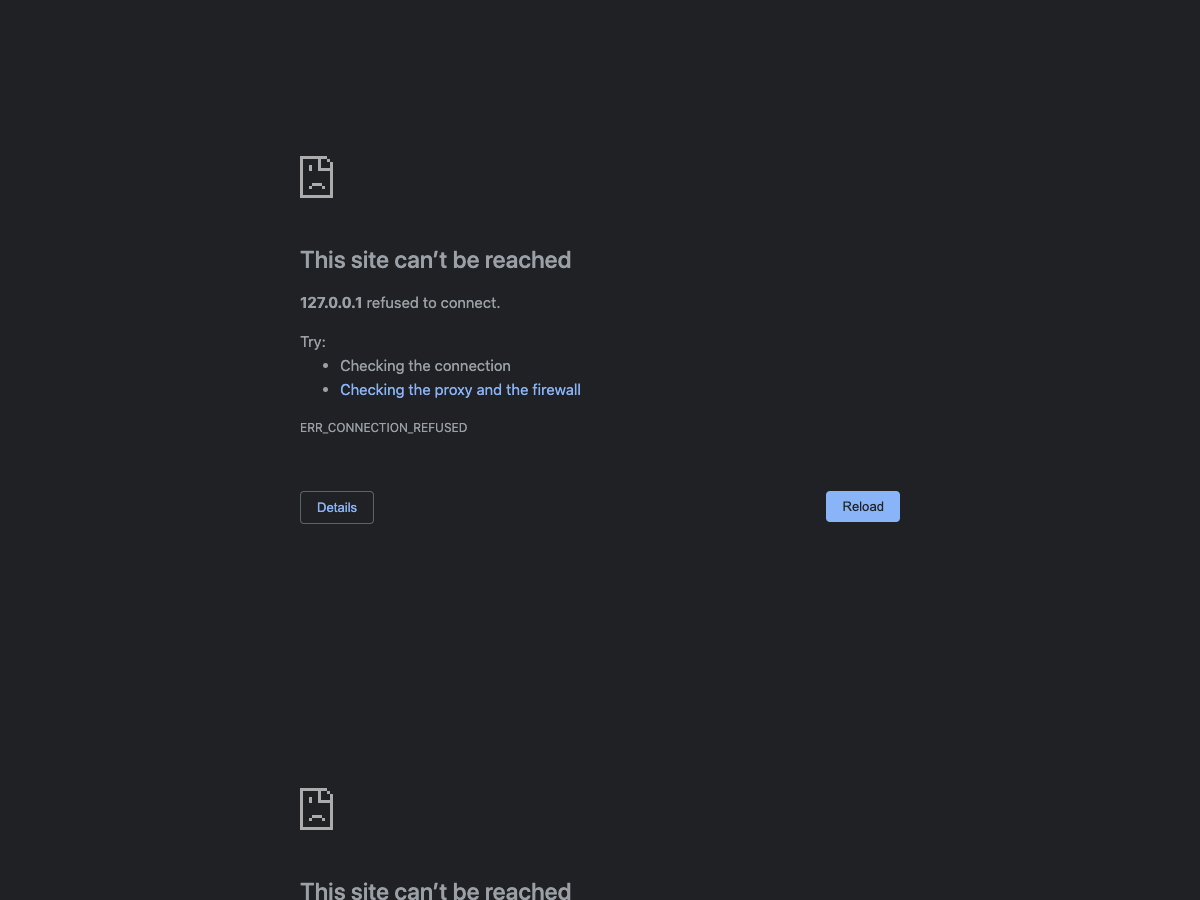 This site can’t be reached
127.0.0.1 refused to connect.
Try:
• Checking the connection
• Checking the proxy and the firewall
ERR_CONNECTION_REFUSED
Details
Reload
This site can’t be reached